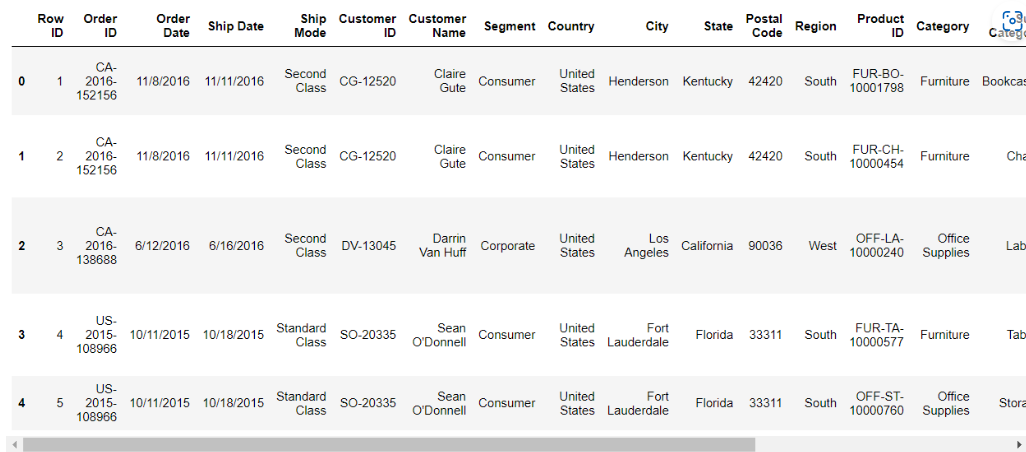 Row ID Order ID Order Date Ship Date Ship Mode Customer ID Customer Name Segment Country City State Postal Code Region Product ID Category
0 1 CA-2016-152156 11/8/2016 11/11/2016 Second Class CG-12520 Claire Gute Consumer United States Henderson Kentucky 42420 South FUR-BO-10001798 Furniture Bookcas
1 2 CA-2016-152156 11/8/2016 11/11/2016 Second Class CG-12520 Claire Gute Consumer United States Henderson Kentucky 42420 South FUR-CH-10000454 Furniture Cha
2 3 CA-2016-138688 6/12/2016 6/16/2016 Second Class DV-13045 Darrin Van Huff Corporate United States Los Angeles California 90036 West OFF-LA-10000240 Office Supplies Lab
3 4 US-2015-108966 10/11/2015 10/18/2015 Standard Class SO-20335 Sean O'Donnell Consumer United States Fort Lauderdale Florida 33311 South FUR-TA-10000577 Furniture Tab
4 5 US-2015-108966 10/11/2015 10/18/2015 Standard Class SO-20335 Sean O'Donnell Consumer United States Fort Lauderdale Florida 33311 South OFF-ST-10000760 Office Supplies Stora